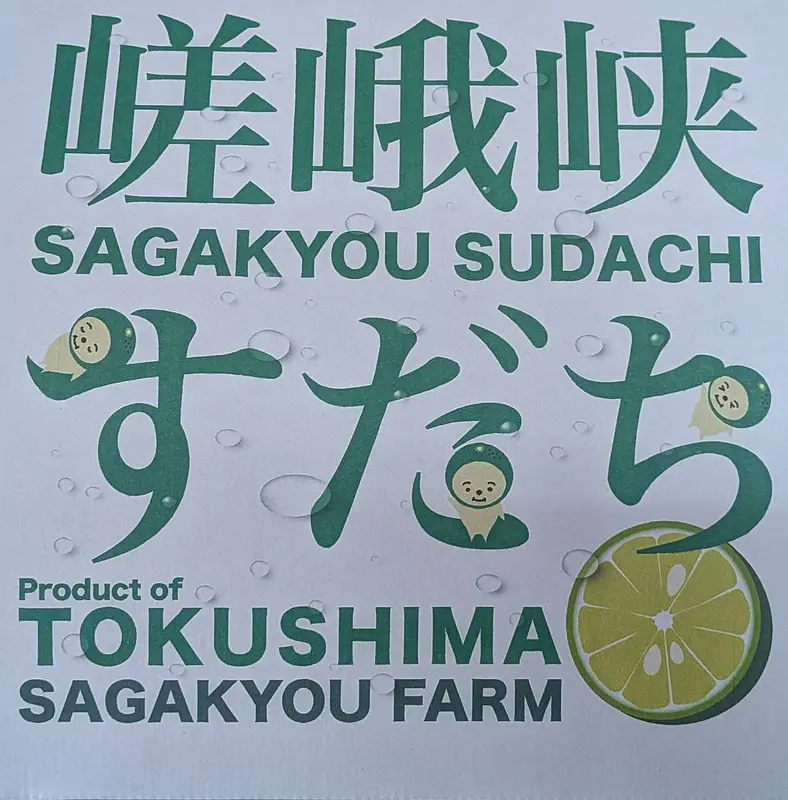 嵯峨峡
SAGAKYOU SUDACHI
すだち
Product of
TOKUSHIMA
SAGAKYOU FARM